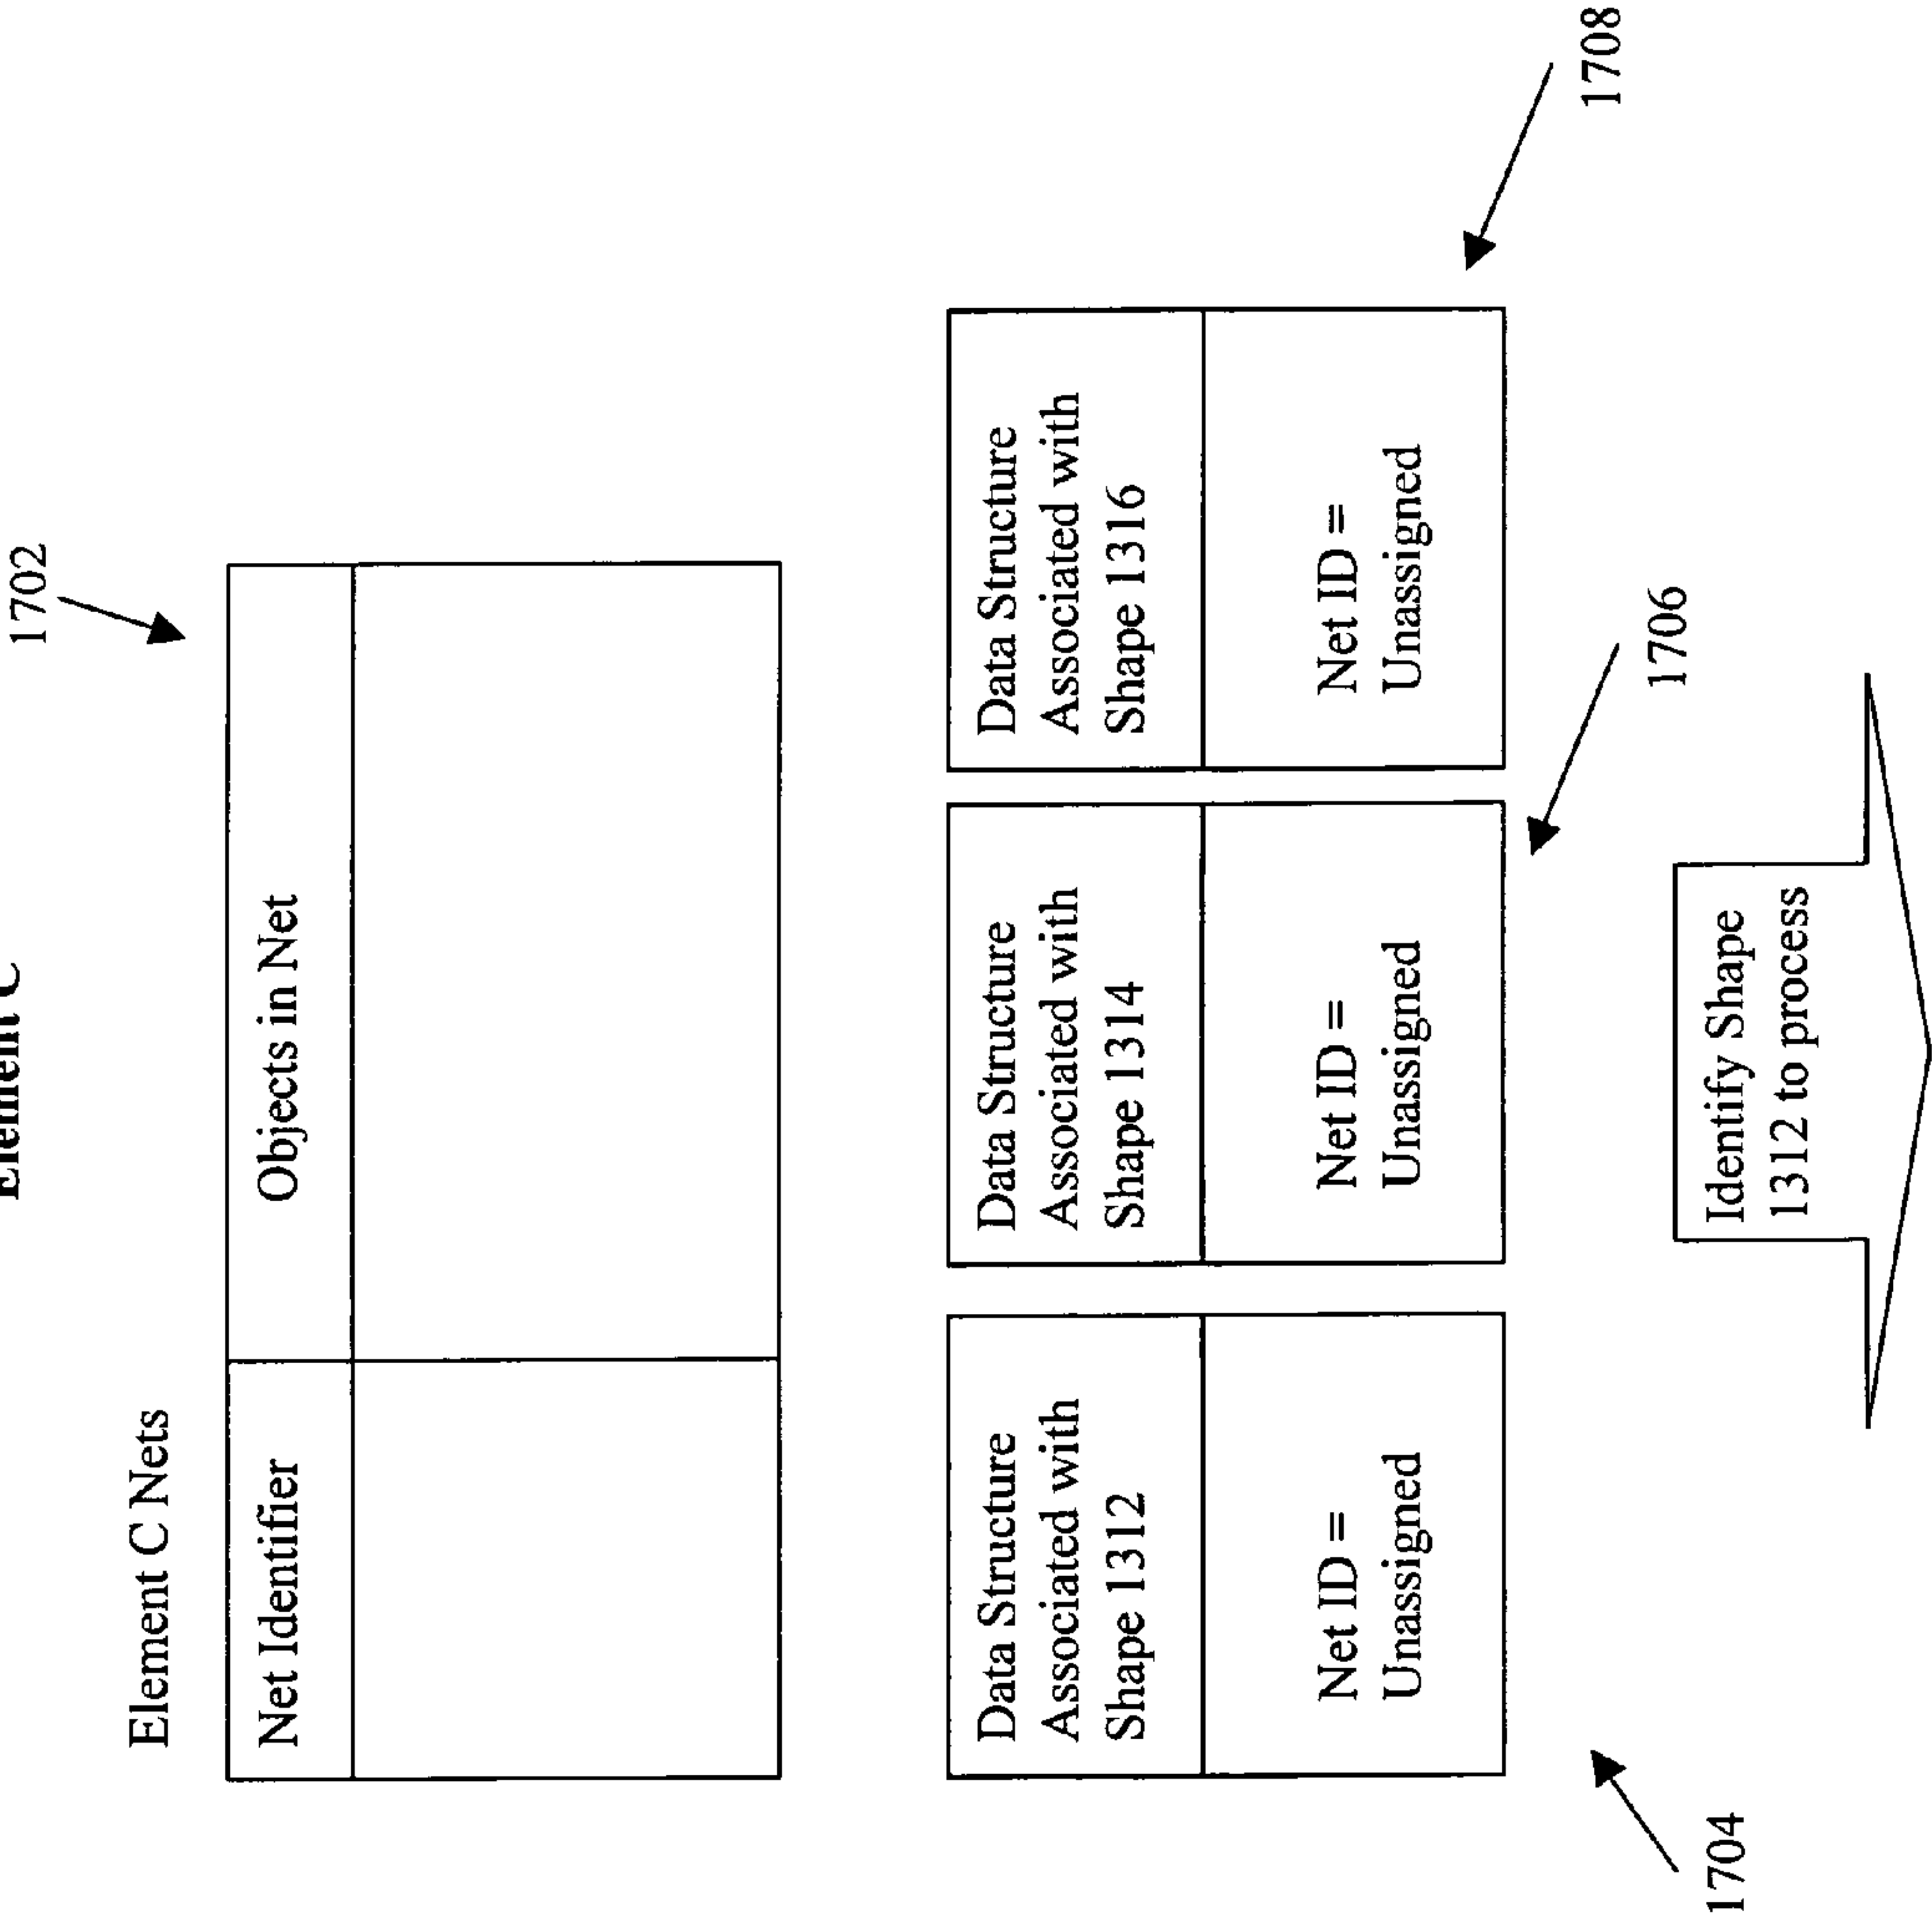 Element C
1702
Element C Nets
Net Identifier
Objects in Net
Data Structure
Associated with
Shape 1312
Net ID =
Unassigned
Data Structure
Associated with
Shape 1314
Net ID =
Unassigned
Data Structure
Associated with
Shape 1316
Net ID =
Unassigned
1704
1706
1708
Identify Shape
1312 to process